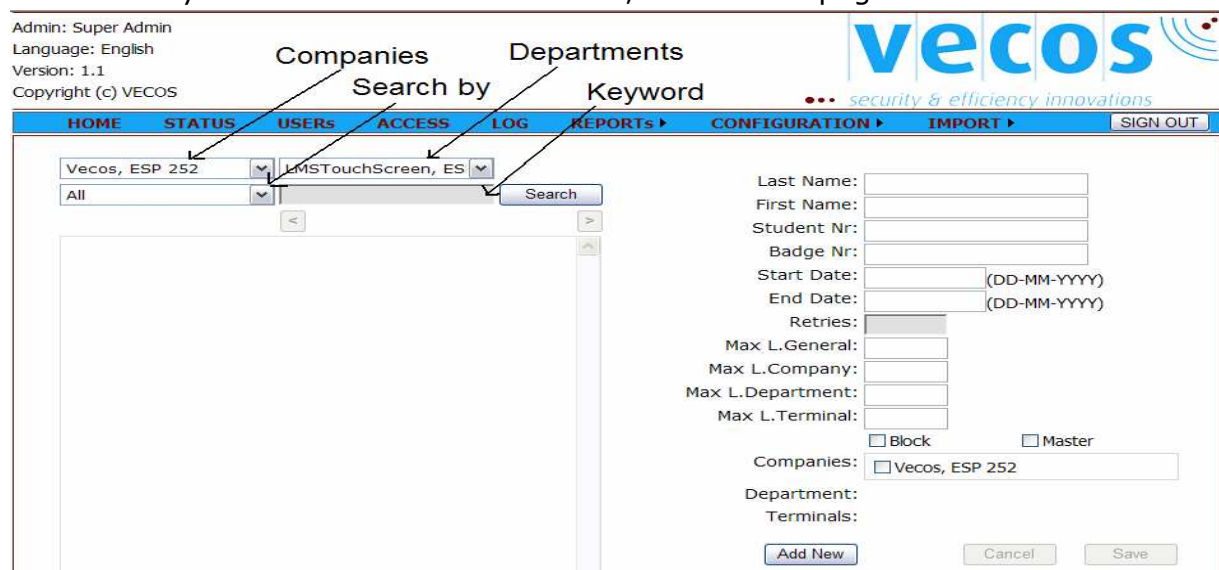 Admin: Super Admin
Language: English
Version: 1.1
Copyright (c) VECOS
Companies
Departments
Search by
Keyword
vecos
security & efficiency innovations
HOME STATUS USERs ACCESS LOG REPORTs CONFIGURATION IMPORT SIGN OUT
Vecos, ESP 252 LMSTouchScreen, ES
All Search
< >
Last Name:
First Name:
Student Nr:
Badge Nr:
Start Date: (DD-MM-YYYY)
End Date: (DD-MM-YYYY)
Retries:
Max L.General:
Max L.Company:
Max L.Department:
Max L.Terminal:
Block Master
Companies: Vecos, ESP 252
Department:
Terminals:
Add New Cancel Save